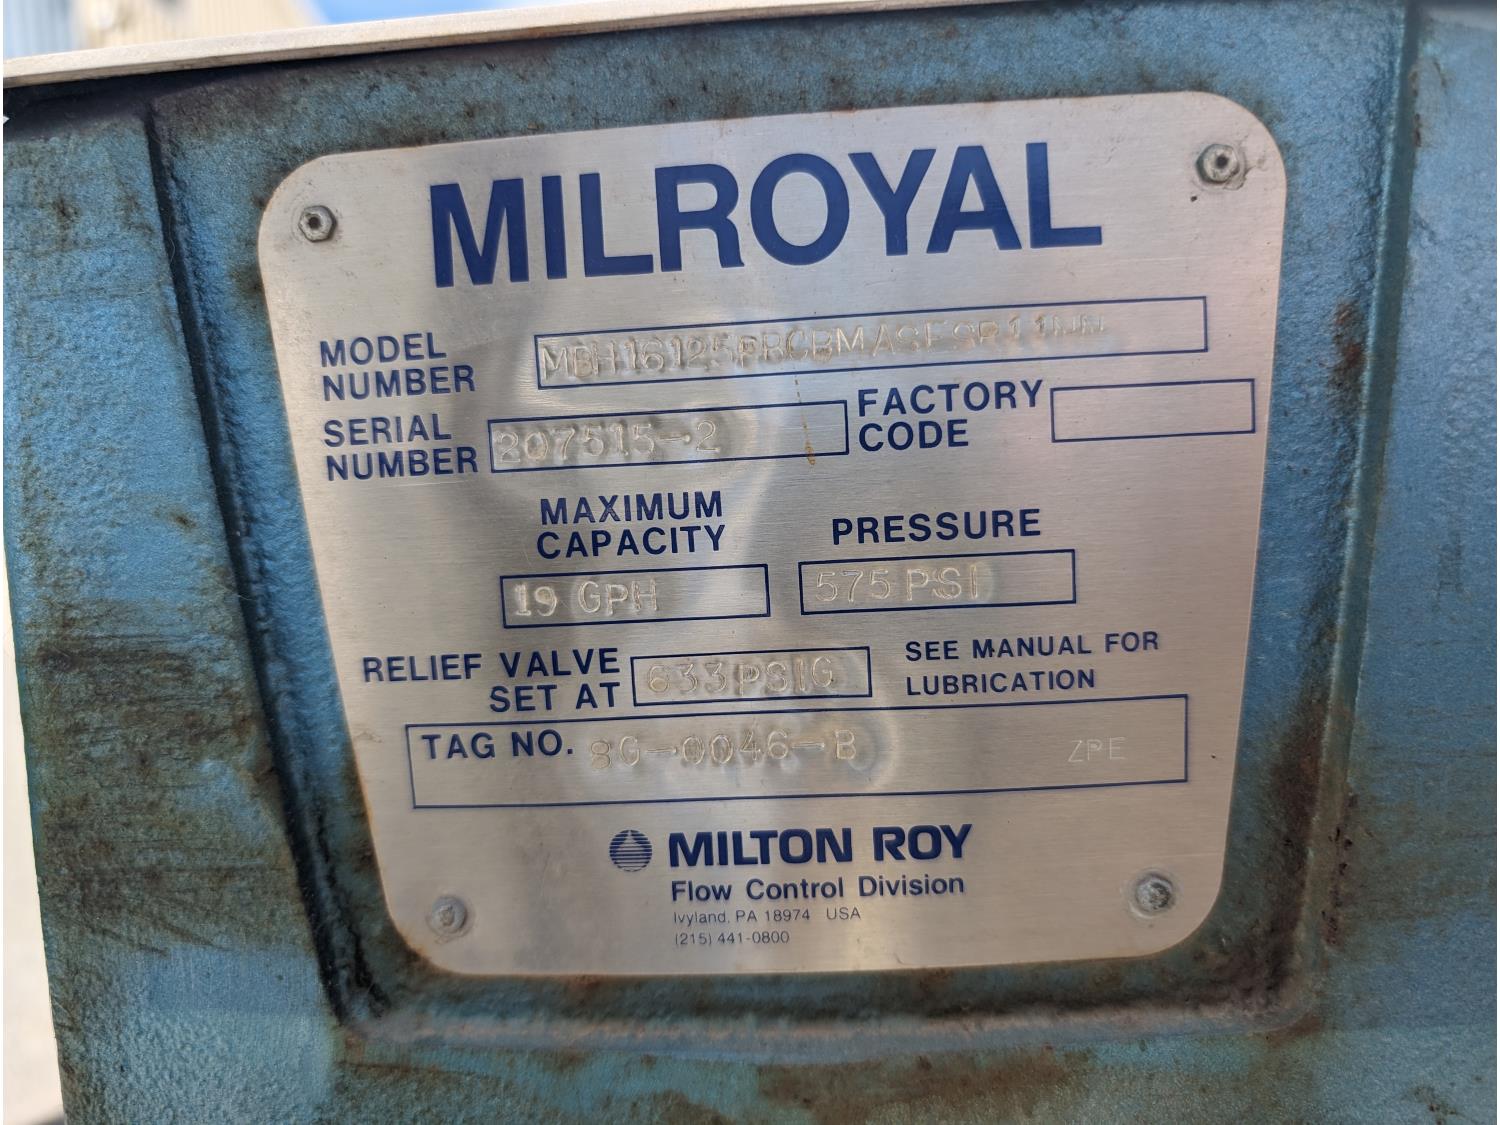 MILROYAL
MODEL NUMBER MBH16125PBCBMASESR11NN
SERIAL NUMBER 207515-2
FACTORY CODE
MAXIMUM CAPACITY
19 GPH
PRESSURE
575 PSI
RELIEF VALVE SET AT 633PSIG
SEE MANUAL FOR
LUBRICATION
TAG NO. 8G-0046-B ZPE
MILTON ROY
Flow Control Division
Ivyland, PA 18974 USA
(215) 441-0800